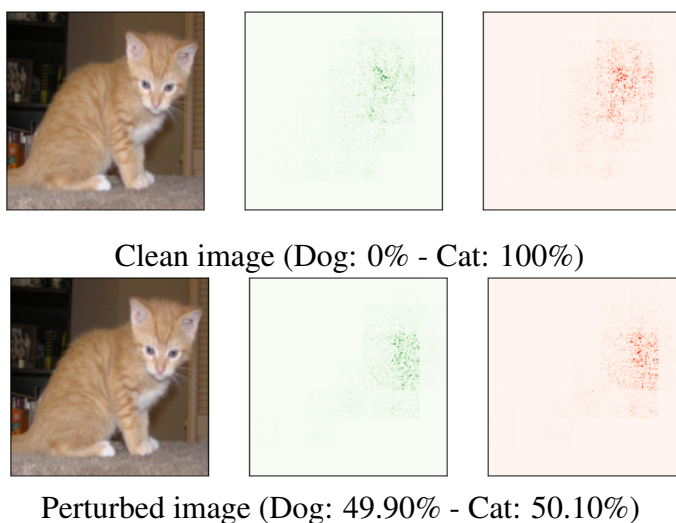 Clean image (Dog: 0% - Cat: 100%)
Perturbed image (Dog: 49.90% - Cat: 50.10%)